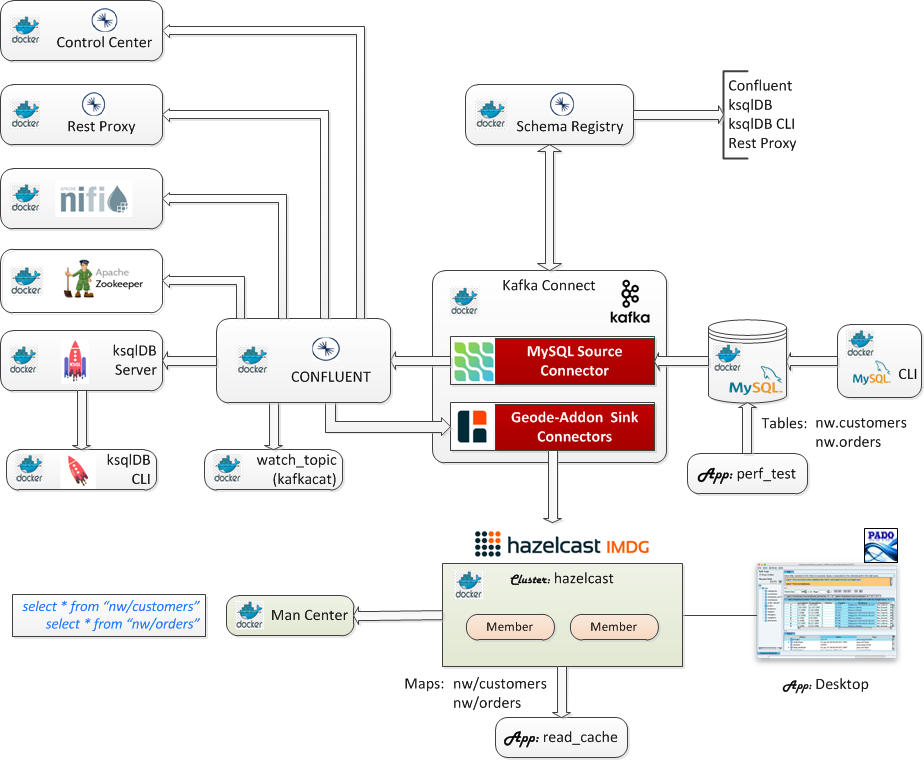 docker
Control Center
docker
Rest Proxy
docker
APACHE
nifi
docker
Apache
Zookeeper
docker
ksqlDB
Server
docker
ksqlDB
CLI
docker
CONFLUENT
docker
watch_topic
(kafkacat)
docker
Schema Registry
Confluent
ksqlDB
ksqlDB CLI
Rest Proxy
docker
Kafka Connect
kafka
MySQL Source
Connector
Geode-Addon Sink
Connectors
docker
MySQL
docker
MySQL
CLI
Tables: nw.customers
nw.orders
App: perf_test
hazelcast IMDG
docker
Cluster: hazelcast
Member
Member
docker
Man Center
select * from “nw/customers”
select * from “nw/orders”
Maps: nw/customers
nw/orders
App: read_cache
PADO
App: Desktop